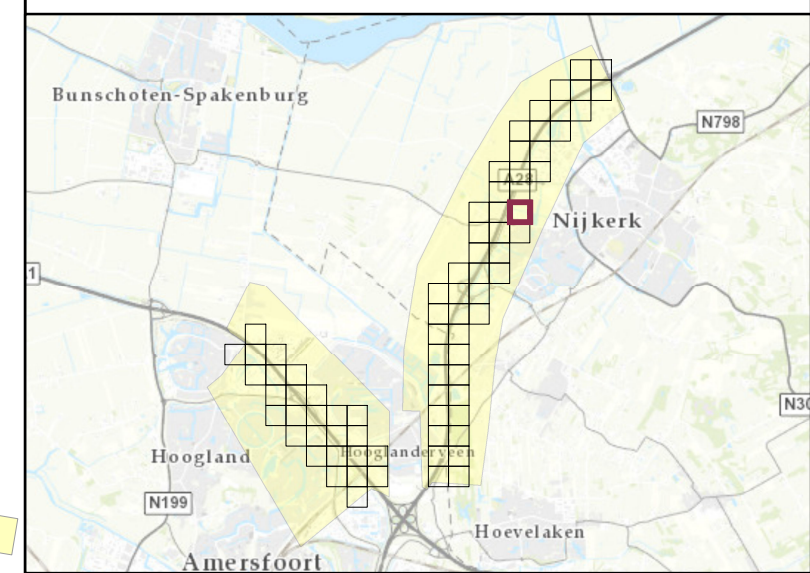 Bunschoten-Spakenburg
N798
A28
Nijkerk
1
N30
Hooglanderveen
Hoogland
N199
Hoevelaken
Amersfoort